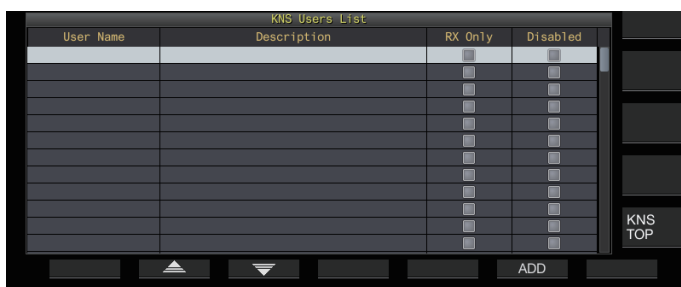 KNS Users List
User Name Description RX Only Disabled
KNS
TOP
ADD